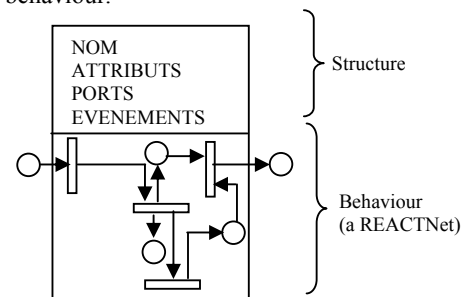 behaviour.
NOM
ATTRIBUTS
PORTS
EVENEMENTS
Structure
Behaviour
(a REACTNet)